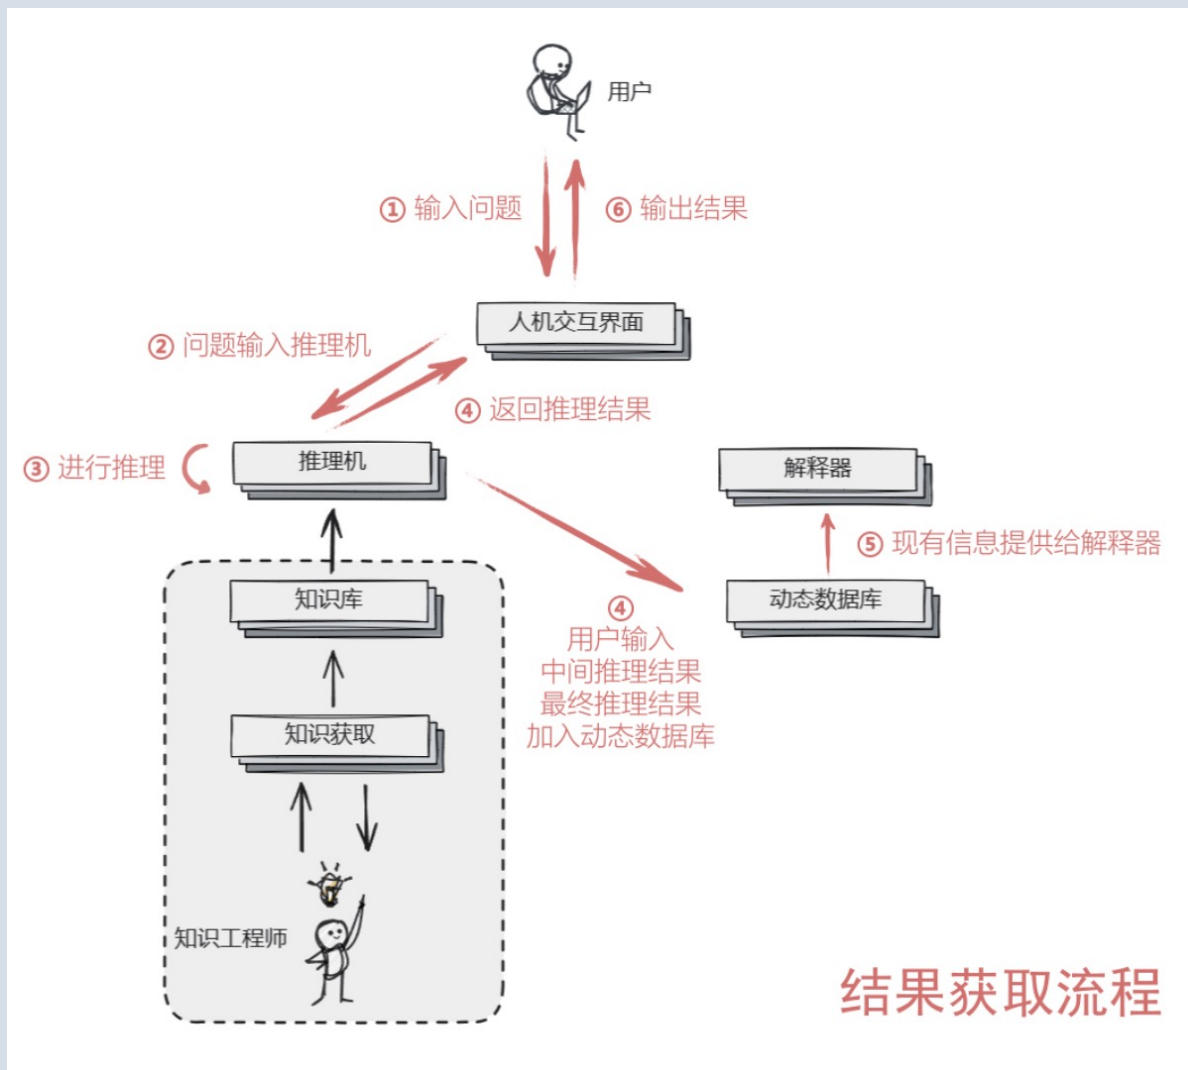 用户
① 输入问题
⑥ 输出结果
人机交互界面
② 问题输入推理机
④ 返回推理结果
③ 进行推理
推理机
解释器
⑤ 现有信息提供给解释器
知识库
动态数据库
④
用户输入
中间推理结果
最终推理结果
加入动态数据库
知识获取
知识工程师
结果获取流程